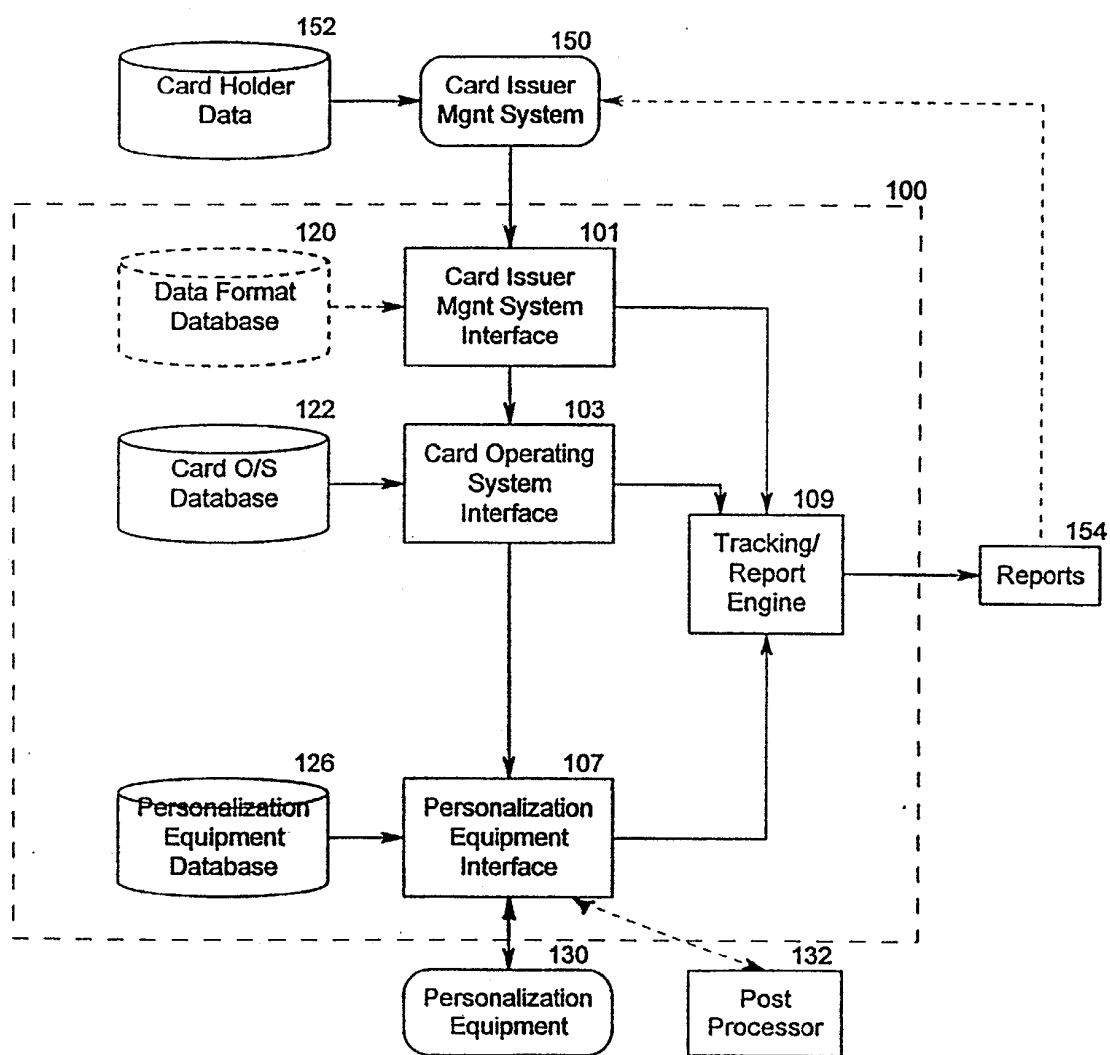 152
Card Holder
Data
150
Card Issuer
Mgnt System
100
120
Data Format
Database
101
Card Issuer
Mgnt System
Interface
122
Card O/S
Database
103
Card Operating
System
Interface
109
Tracking/
Report
Engine
154
Reports
126
Personalization
Equipment
Database
107
Personalization
Equipment
Interface
130
Personalization
Equipment
132
Post
Processor